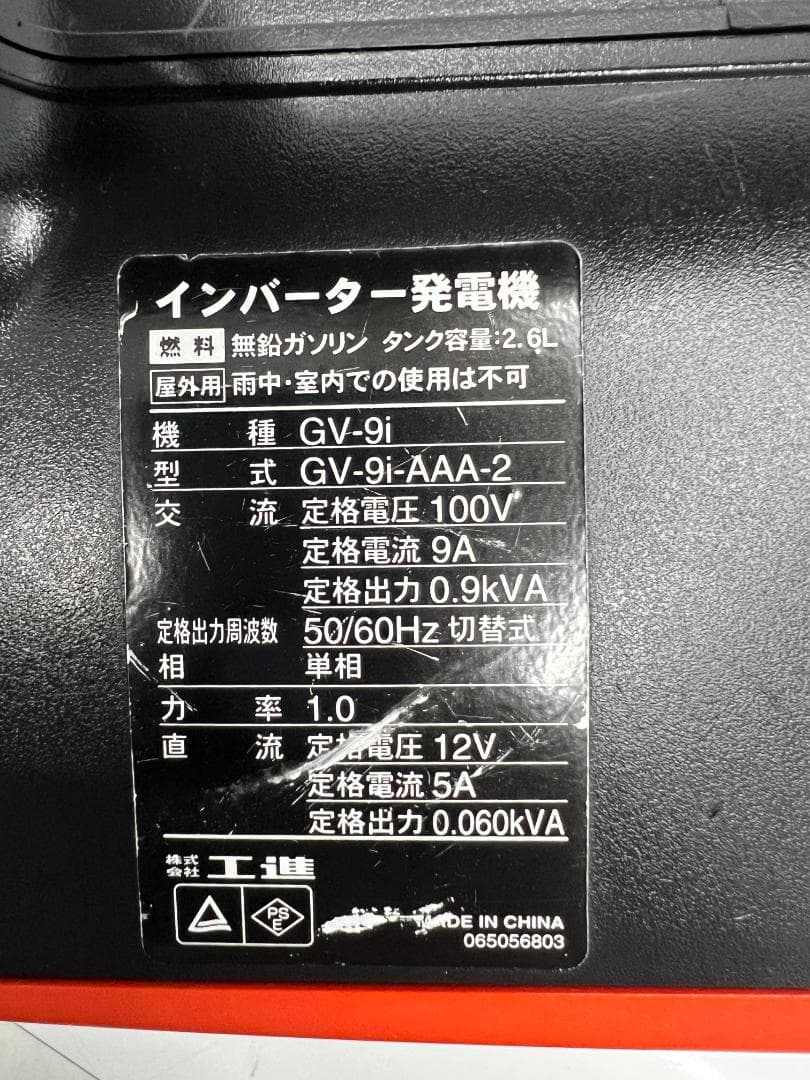 インバーター発電機
燃料 無鉛ガソリン タンク容量:2.6L
屋外用 雨中・室内での使用は不可
機種 GV-9i
型式 GV-9i-AAA-2
交流 定格電圧 100V
定格電流 9A
定格出力 0.9kVA
定格出力周波数 50/60Hz 切替式
相 単相
力率 1.0
直流 定格電圧 12V
定格電流 5A
定格出力 0.060kVA
株式会社 工進
PSE
MADE IN CHINA
065056803